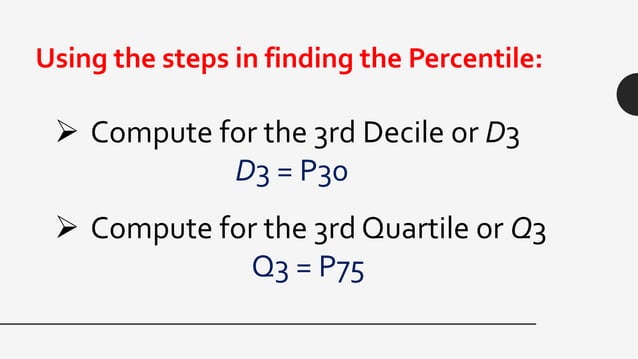 Using the steps in finding the Percentile:
➢ Compute for the 3rd Decile or D3
D3 = P30
➢ Compute for the 3rd Quartile or Q3
Q3 = P75